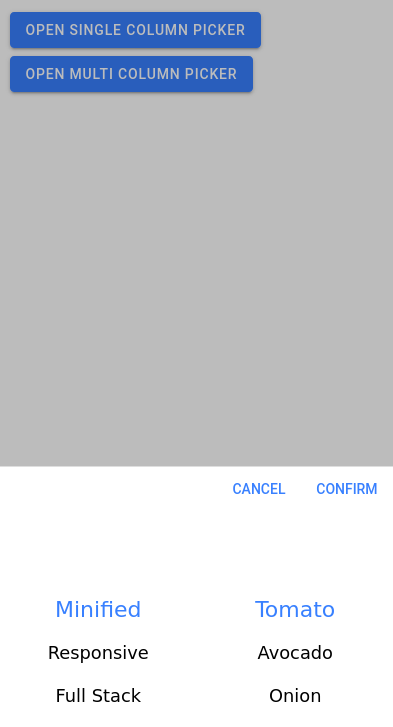 OPEN SINGLE COLUMN PICKER
OPEN MULTI COLUMN PICKER
CANCEL CONFIRM
Minified Tomato
Responsive Avocado
Full Stack Onion